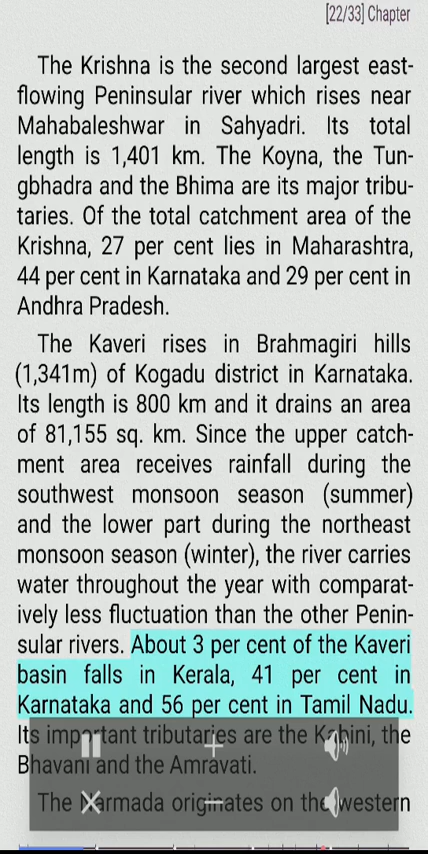 [22/33] Chapter
The Krishna is the second largest east-
flowing Peninsular river which rises near
Mahabaleshwar in Sahyadri. Its total
length is 1,401 km. The Koyna, the Tun-
gbhadra and the Bhima are its major tribu-
taries. Of the total catchment area of the
Krishna, 27 per cent lies in Maharashtra,
44 per cent in Karnataka and 29 per cent in
Andhra Pradesh.
The Kaveri rises in Brahmagiri hills
(1,341m) of Kogadu district in Karnataka.
Its length is 800 km and it drains an area
of 81,155 sq. km. Since the upper catch-
ment area receives rainfall during the
southwest monsoon season (summer)
and the lower part during the northeast
monsoon season (winter), the river carries
water throughout the year with comparat-
ively less fluctuation than the other Penin-
sular rivers. About 3 per cent of the Kaveri
basin falls in Kerala, 41 per cent in
Karnataka and 56 per cent in Tamil Nadu.
Its important tributaries are the Kabini, the
Bhavani and the Amravati.
The Narmada originates on the western